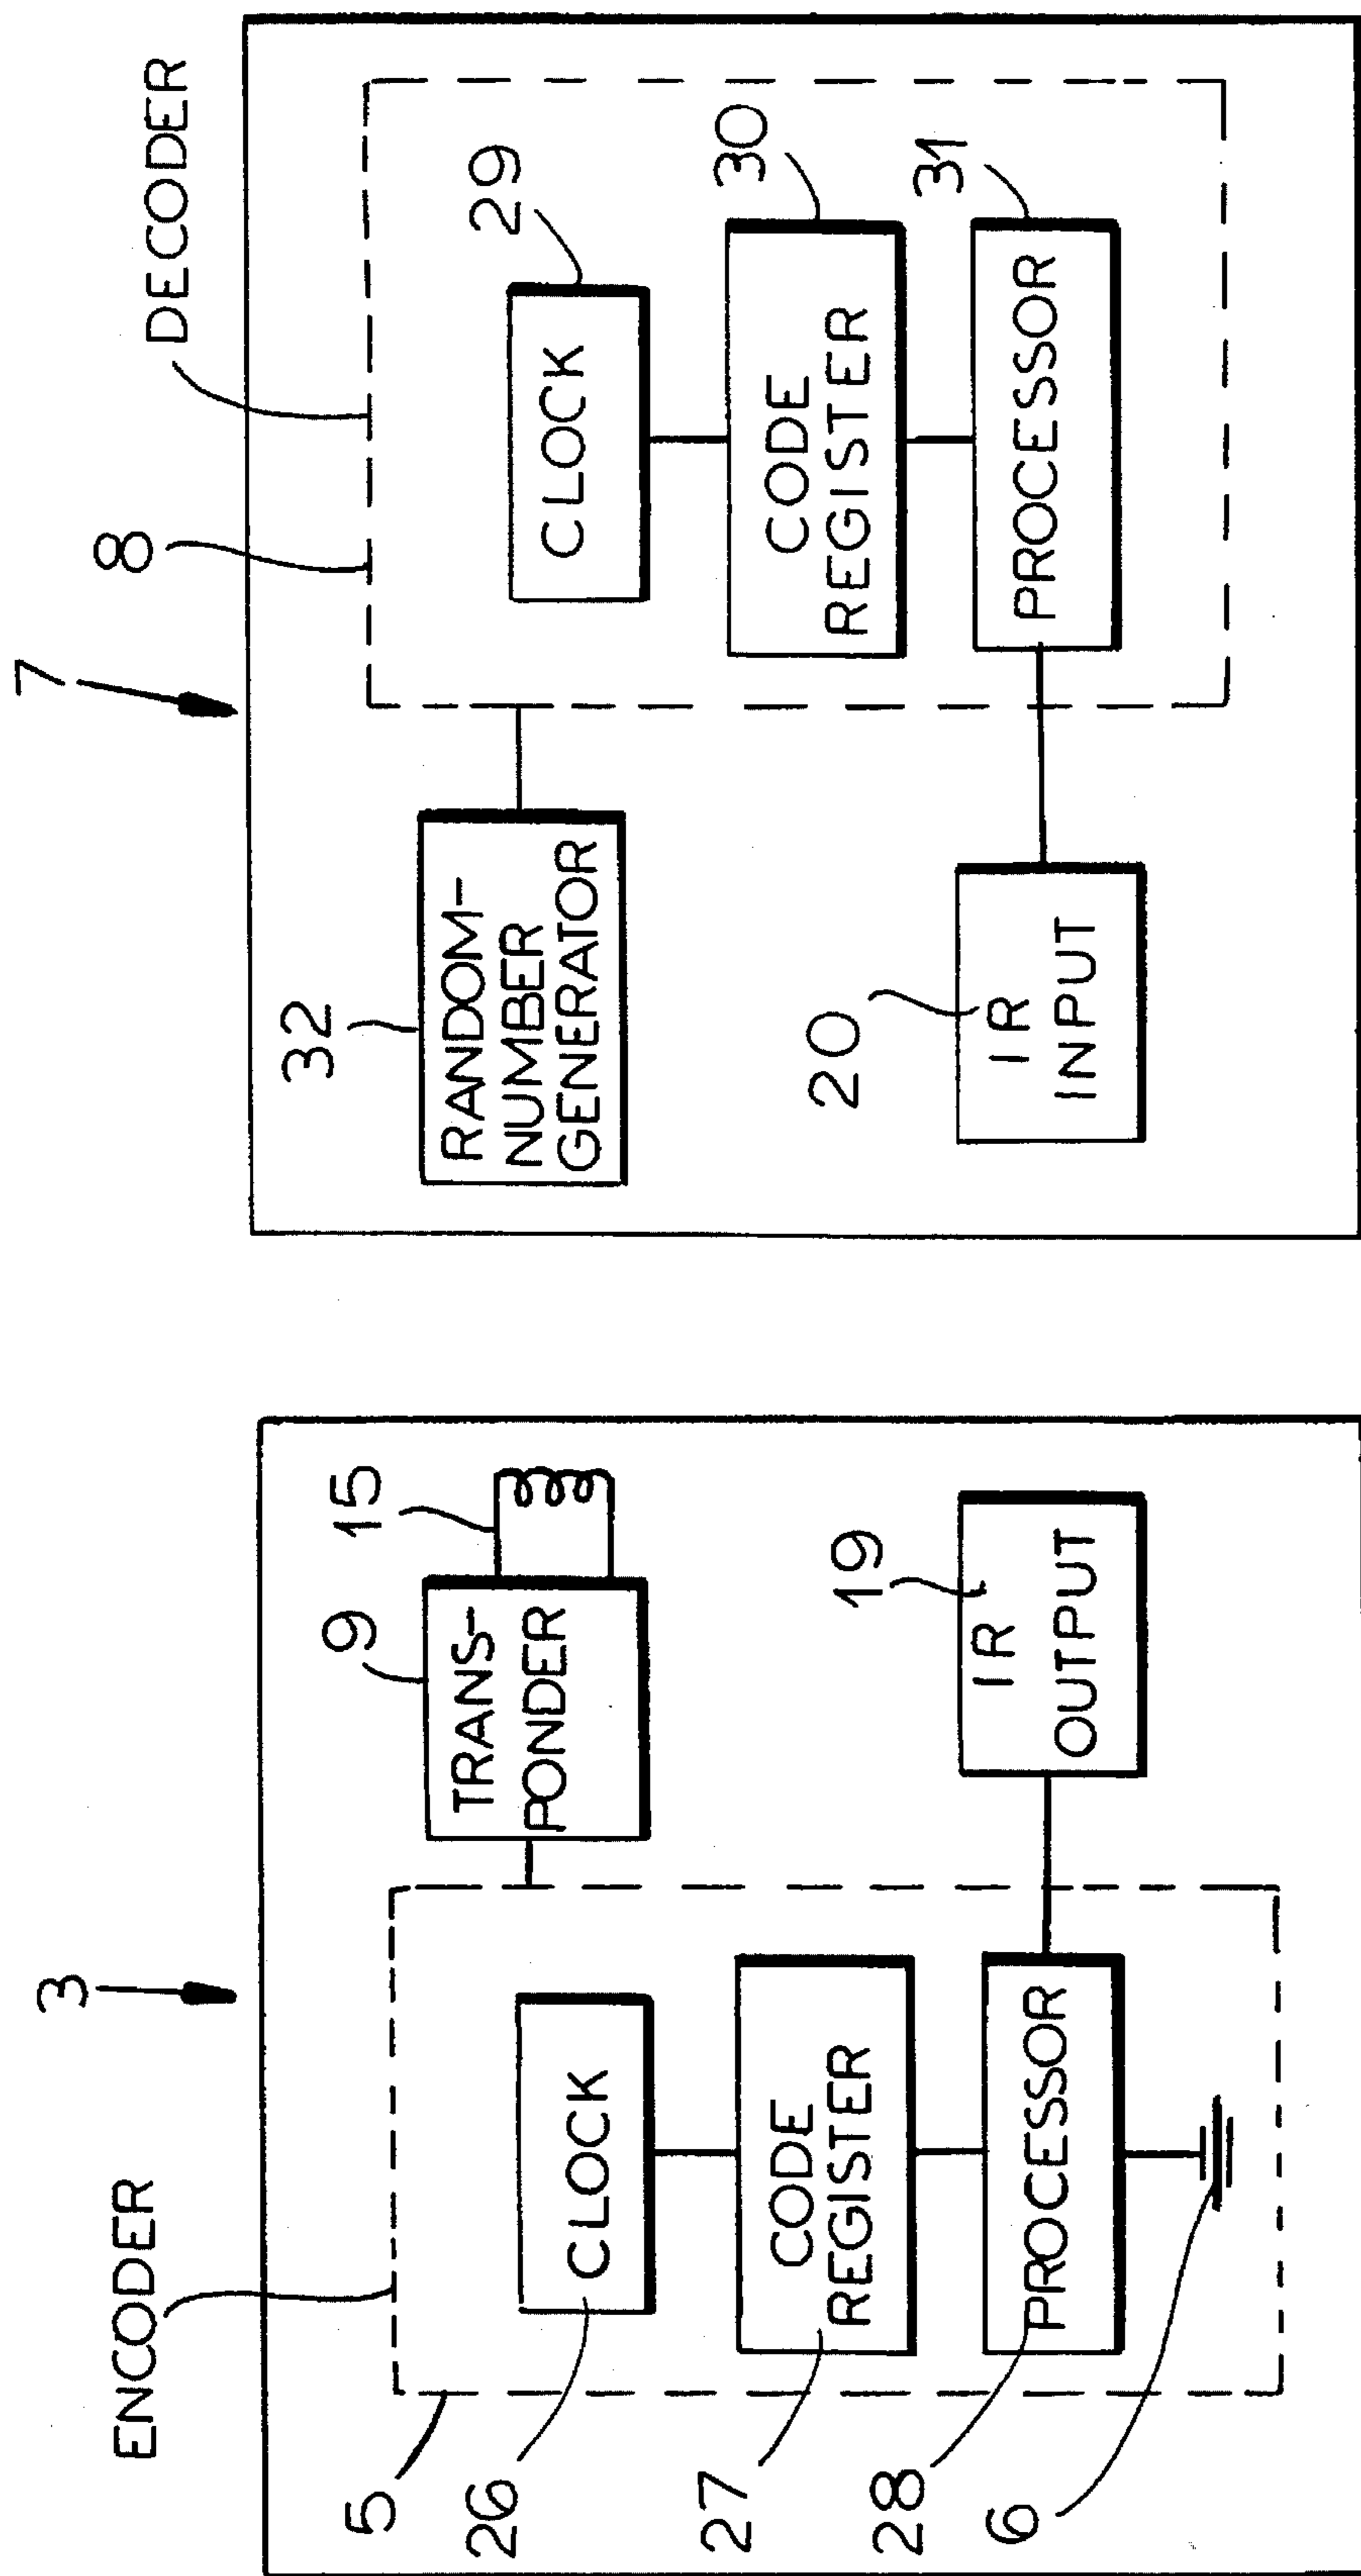 3
ENCODER
5
26
CLOCK
27
CODE
REGISTER
28
PROCESSOR
6
9
TRANS-
PONDER
15
19
IR
OUTPUT
7
8
DECODER
32
RANDOM-
NUMBER
GENERATOR
20
IR
INPUT
CLOCK
29
CODE
REGISTER
30
PROCESSOR
31